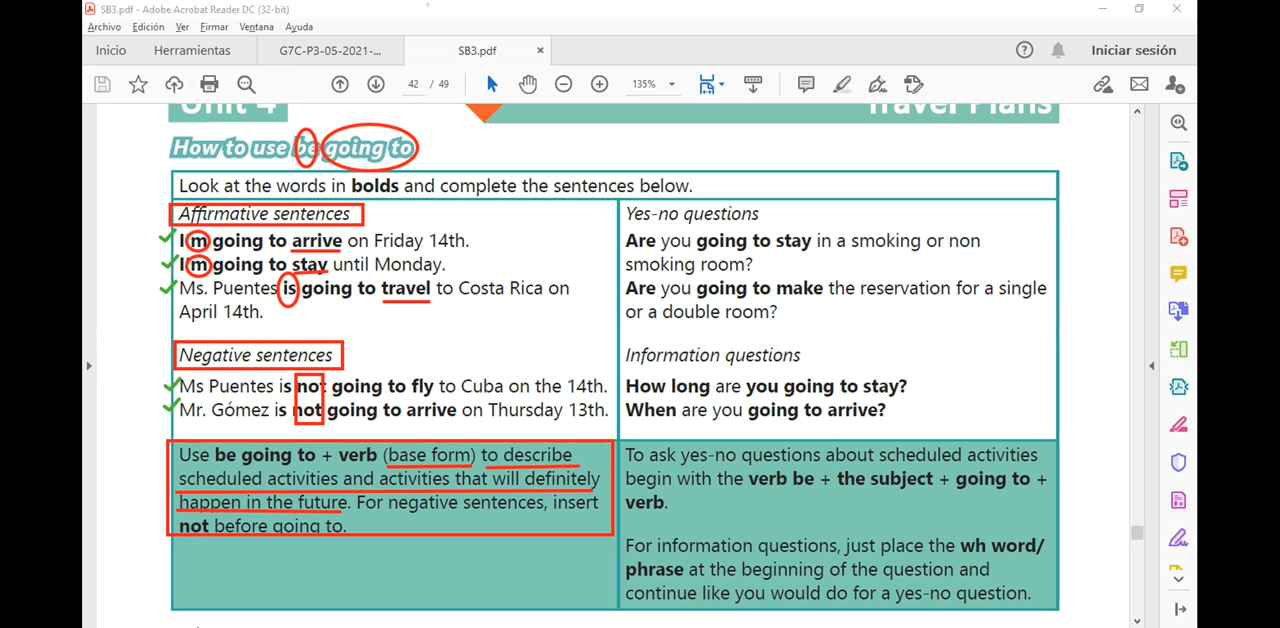 SB3.pdf - Adobe Acrobat Reader DC (32-bit)
Archivo Edición Ver Firmar Ventana Ayuda
Inicio Herramientas G7C-P3-05-2021-... SB3.pdf × Iniciar sesión
42 / 49 135%
Unit 4 Travel Plans
How to use be going to
Look at the words in bolds and complete the sentences below.
Affirmative sentences
I'm going to arrive on Friday 14th.
I'm going to stay until Monday.
Ms. Puentes is going to travel to Costa Rica on
April 14th.
Negative sentences
Ms Puentes is not going to fly to Cuba on the 14th.
Mr. Gómez is not going to arrive on Thursday 13th.
Use be going to + verb (base form) to describe
scheduled activities and activities that will definitely
happen in the future. For negative sentences, insert
not before going to.
Yes-no questions
Are you going to stay in a smoking or non
smoking room?
Are you going to make the reservation for a single
or a double room?
Information questions
How long are you going to stay?
When are you going to arrive?
To ask yes-no questions about scheduled activities
begin with the verb be + the subject + going to +
verb.
For information questions, just place the wh word/
phrase at the beginning of the question and
continue like you would do for a yes-no question.